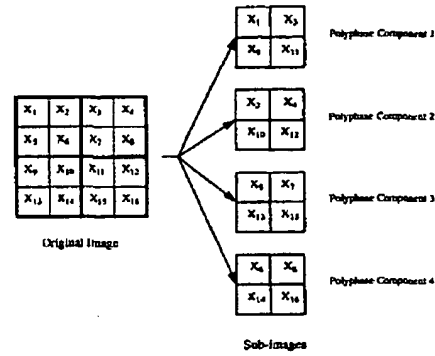 X₁ X₃
X₉ X₁₁
Polyphase Component 1
X₂ X₄
X₁₀ X₁₂
Polyphase Component 2
X₁ X₂ X₃ X₄
X₅ X₆ X₇ X₈
X₉ X₁₀ X₁₁ X₁₂
X₁₃ X₁₄ X₁₅ X₁₆
Original Image
X₅ X₇
X₁₃ X₁₅
Polyphase Component 3
X₆ X₈
X₁₄ X₁₆
Polyphase Component 4
Sub-Images